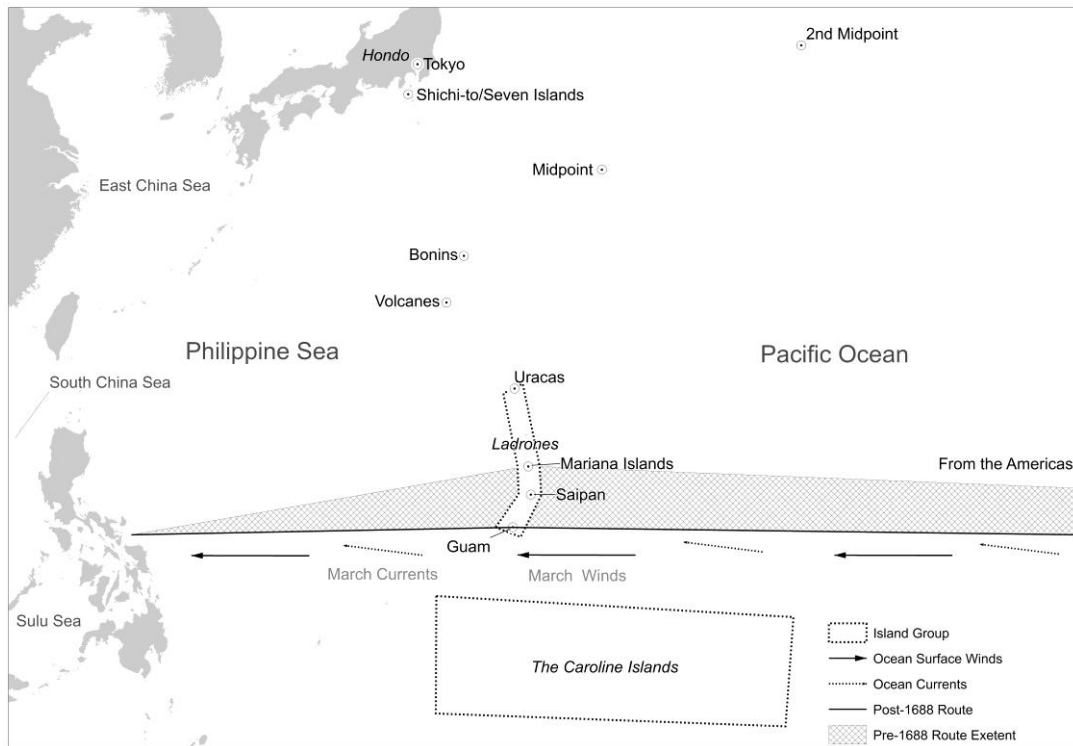 2nd Midpoint
Hondo
Tokyo
Shichi-to/Seven Islands
Midpoint
East China Sea
Bonins
Volcanes
Philippine Sea
Pacific Ocean
Uracas
South China Sea
Ladrones
Mariana Islands
From the Americas
Saipan
Guam
March Currents
March Winds
Sulu Sea
The Caroline Islands
Island Group
Ocean Surface Winds
Ocean Currents
Post-1688 Route
Pre-1688 Route Exetent